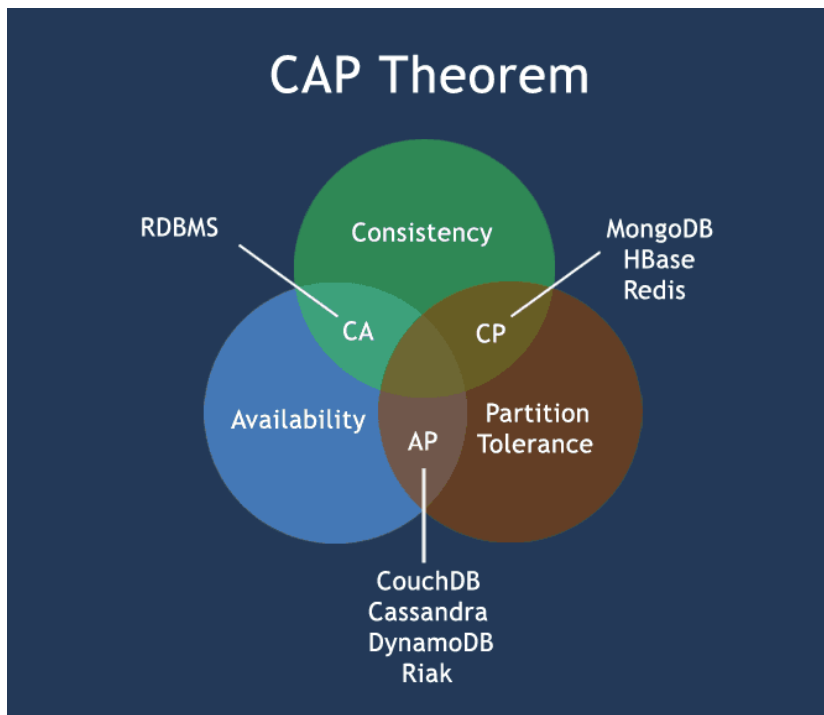 CAP Theorem
RDBMS
Consistency
MongoDB
HBase
Redis
CA
CP
Availability
Partition
Tolerance
AP
CouchDB
Cassandra
DynamoDB
Riak